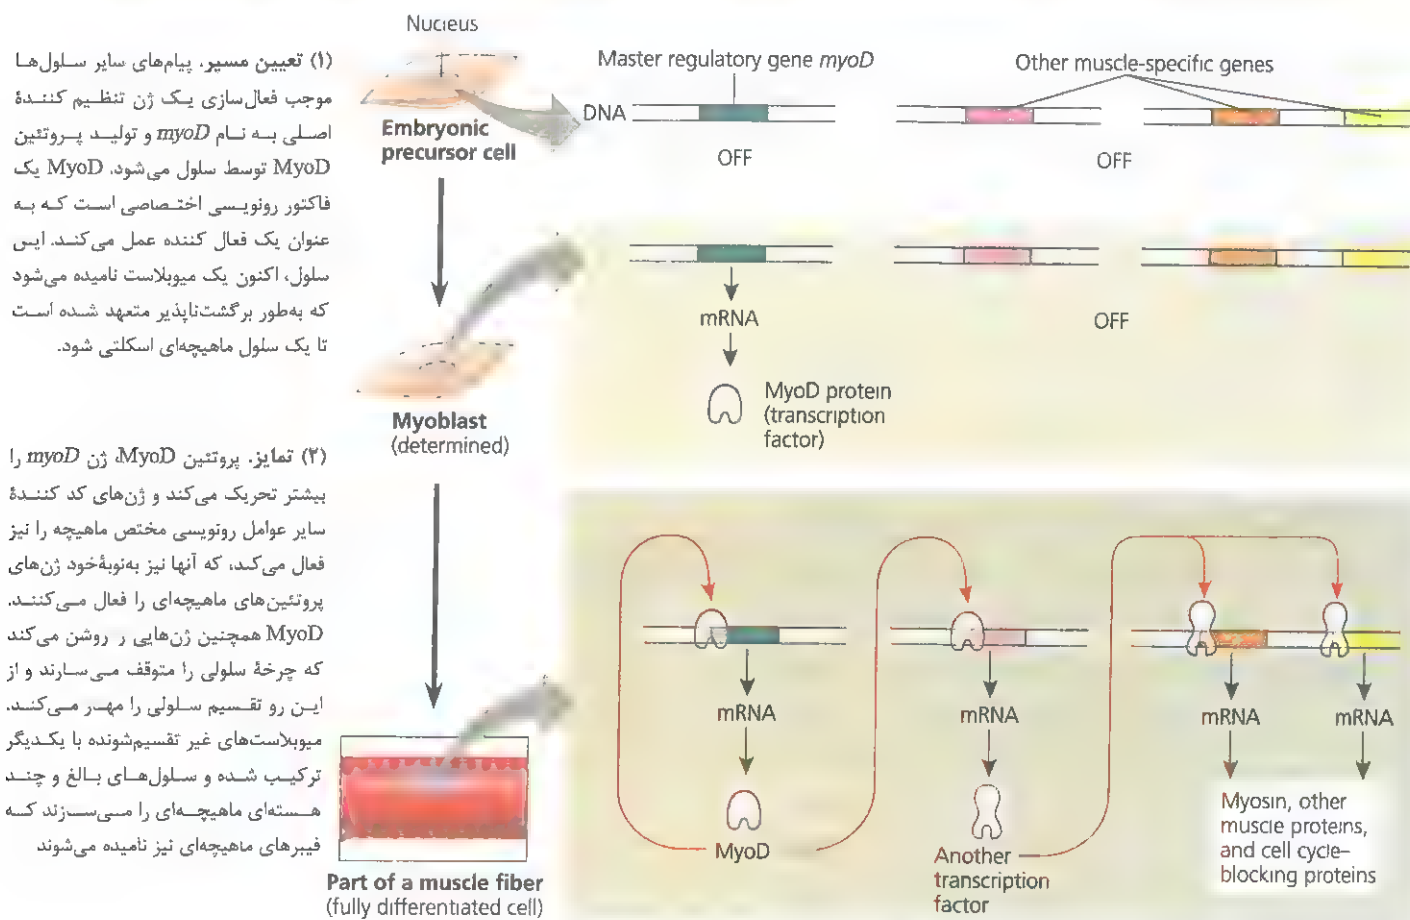 Nucleus
(۱) تعیین مسیر. پیام‌های سایر سلول‌ها
موجب فعال‌سازی یک ژن تنظیم کنندهٔ
اصلی به نام myoD و تولید پروتئین
MyoD توسط سلول می‌شود. MyoD یک
فاکتور رونویسی اختصاصی است که به
عنوان یک فعال کننده عمل می‌کند. این
سلول، اکنون یک میوبلاست نامیده می‌شود
که به‌طور برگشت‌ناپذیر متعهد شده است
تا یک سلول ماهیچه‌ای اسکلتی شود.
Embryonic
precursor cell
Master regulatory gene myoD
Other muscle-specific genes
DNA
OFF
OFF
mRNA
OFF
MyoD protein
(transcription
factor)
Myoblast
(determined)
(۲) تمایز. پروتئین MyoD، ژن myoD را
بیشتر تحریک می‌کند و ژن‌های کد کنندهٔ
سایر عوامل رونویسی مختص ماهیچه را نیز
فعال می‌کند، که آنها نیز به‌نوبهٔ‌خود ژن‌های
پروتئین‌های ماهیچه‌ای را فعال می‌کنند.
MyoD همچنین ژن‌هایی ر روشن می‌کند
که چرخهٔ سلولی را متوقف می‌سازند و از
این رو تقسیم سلولی را مهار می‌کند.
میوبلاست‌های غیر تقسیم‌شونده با یکدیگر
ترکیب شده و سلول‌های بالغ و چند
هسته‌ای ماهیچه‌ای را می‌سازند که
فیبرهای ماهیچه‌ای نیز نامیده می‌شوند
Part of a muscle fiber
(fully differentiated cell)
mRNA
mRNA
mRNA
mRNA
MyoD
Another
transcription
factor
Myosin, other
muscle proteins,
and cell cycle–
blocking proteins